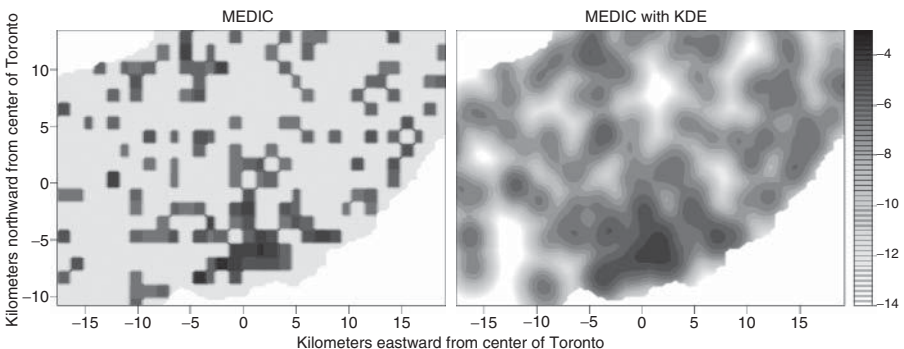 MEDIC
MEDIC with KDE
Kilometers northward from center of Toronto
10
5
0
−5
−10
−15 −10 −5 0 5 10 15
−15 −10 −5 0 5 10 15
Kilometers eastward from center of Toronto
−4
−6
−8
−10
−12
−14